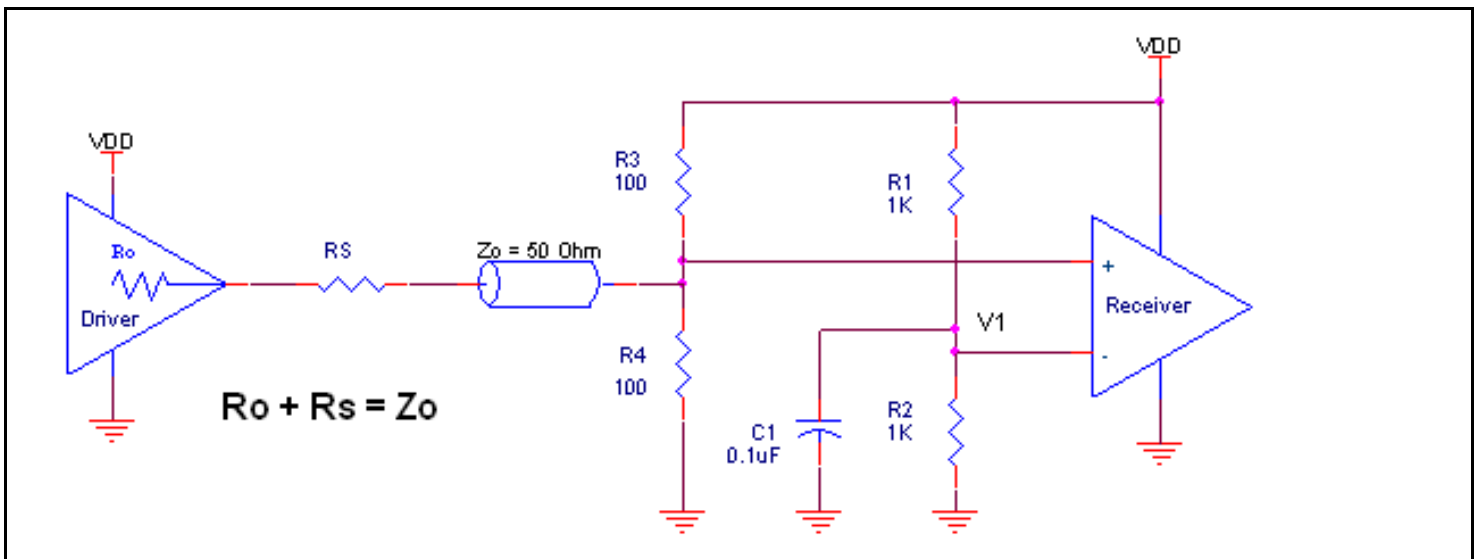 VDD
VDD
R3
100
R1
1K
Ro
RS
Zo = 50 Ohm
+
Driver
Receiver
V1
R4
100
-
Ro + Rs = Zo
C1
0.1uF
R2
1K